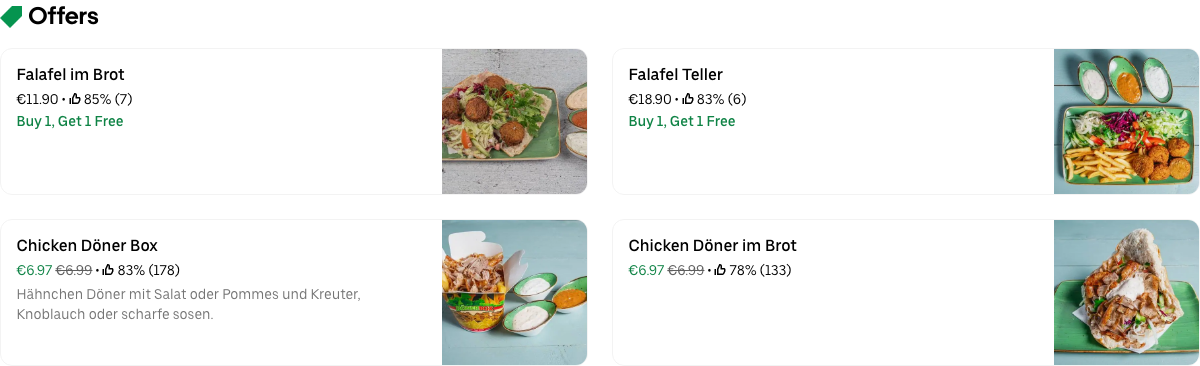 Offers
Falafel im Brot
€11.90 • 85% (7)
Buy 1, Get 1 Free
Falafel Teller
€18.90 • 83% (6)
Buy 1, Get 1 Free
Chicken Döner Box
€6.97 €6.99 • 83% (178)
Hähnchen Döner mit Salat oder Pommes und Kreuter,
Knoblauch oder scharfe sosen.
Chicken Döner im Brot
€6.97 €6.99 • 78% (133)